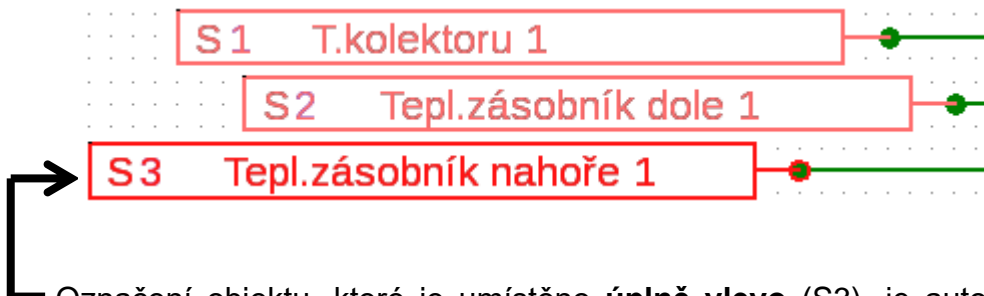 S1 T.kolektoru 1
S2 Tepl.zásobník dole 1
S3 Tepl.zásobník nahoře 1
Označení objektu, které je umístěno úplně vlevo (S3), je